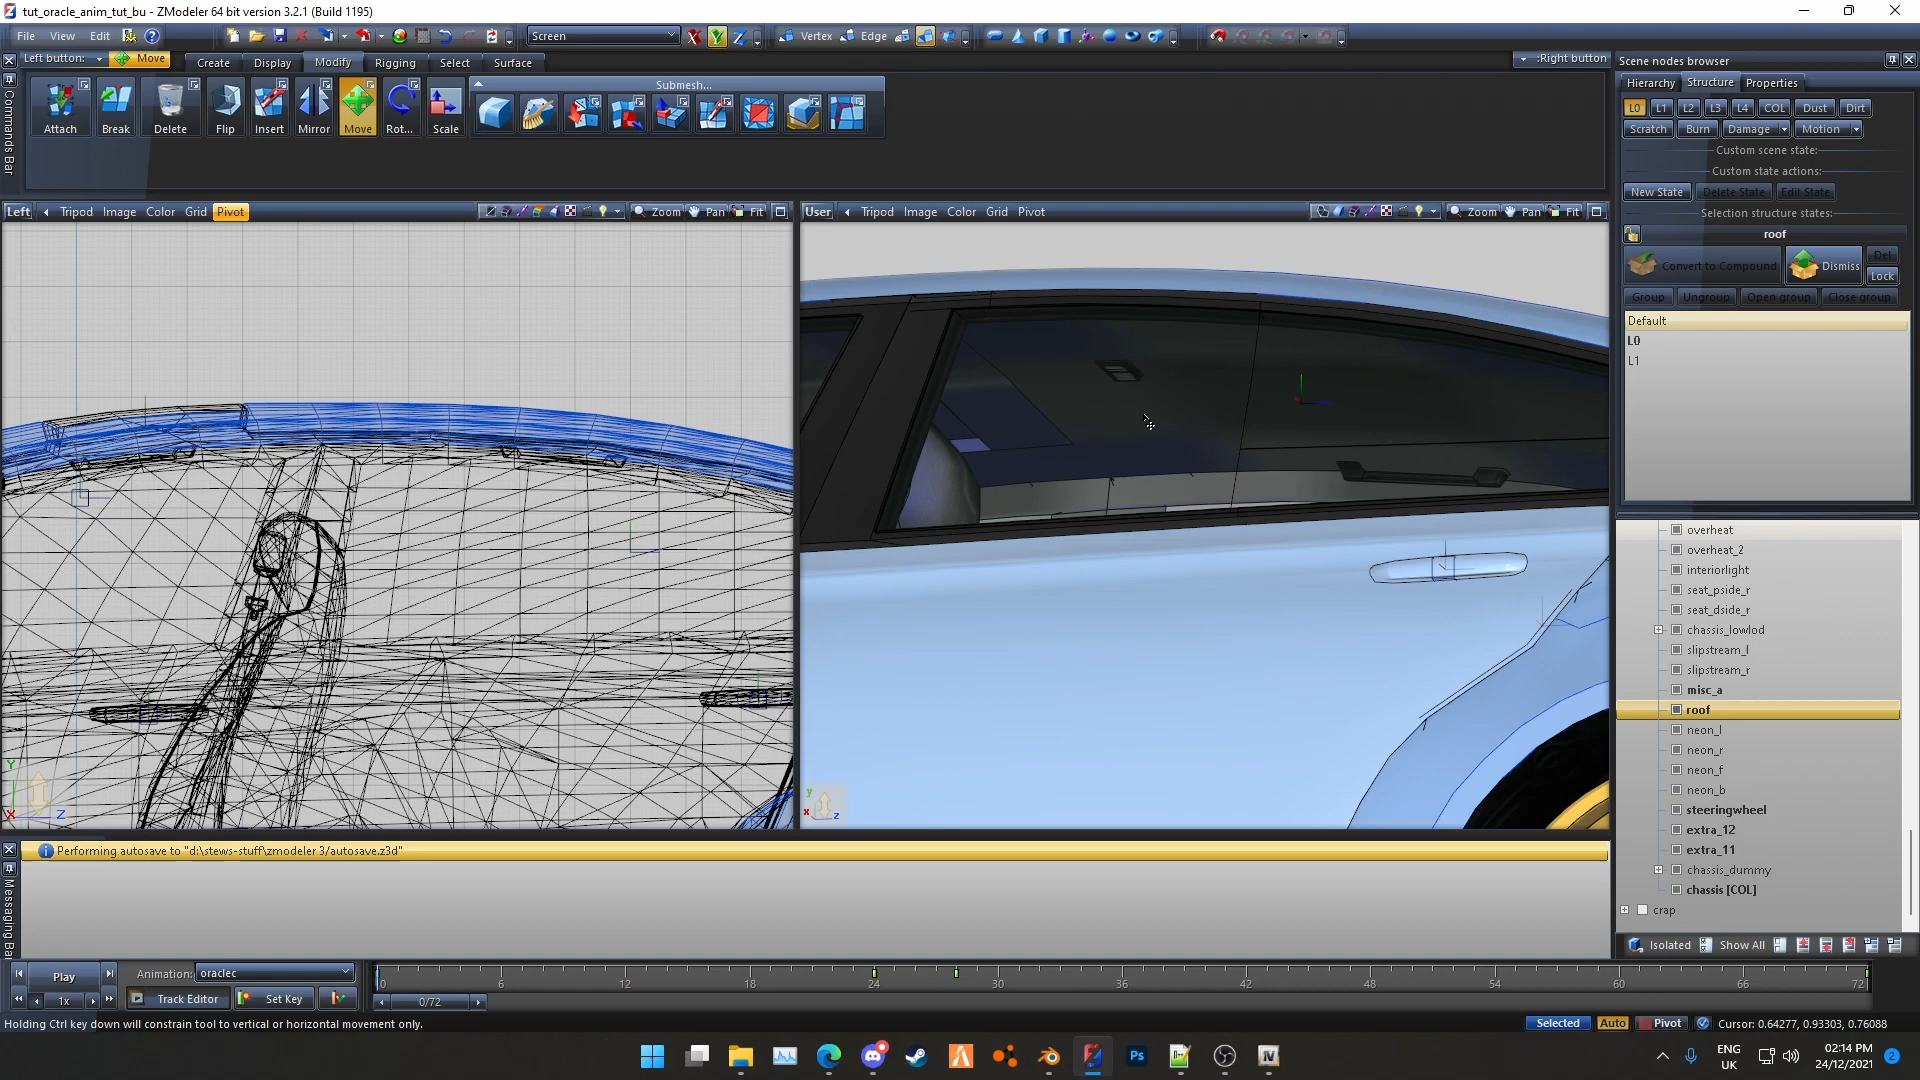 tut_oracle_anim_tut_bu - ZModeler 64 bit version 3.2.1 (Build 1195)
File View Edit
Screen
Vertex Edge
Left button: Move
Create Display Modify Rigging Select Surface
:Right button
Attach Break Delete Flip Insert Mirror Move Rot... Scale
Submesh...
Commands Bar
Left Tripod Image Color Grid Pivot Zoom Pan Fit
User Tripod Image Color Grid Pivot Zoom Pan Fit
Scene nodes browser
Hierarchy Structure Properties
L0 L1 L2 L3 L4 COL Dust Dirt
Scratch Burn Damage Motion
Custom scene state:
Custom state actions:
New State Delete State Edit State
Selection structure states:
roof
Convert to Compound Dismiss Del
Lock
Group Ungroup Open group Close group
Default
L0
L1
overheat
overheat_2
interiorlight
seat_pside_r
seat_dside_r
chassis_lowlod
slipstream_l
slipstream_r
misc_a
roof
neon_l
neon_r
neon_f
neon_b
steeringwheel
extra_12
extra_11
chassis_dummy
chassis [COL]
crap
Isolated Show All
Y
X Z
y
x z
Performing autosave to "d:\stews-stuff\zmodeler 3/autosave.z3d"
Messaging Ba
Play Animation: oraclec
1x Track Editor Set Key
0 6 12 18 24 30 36 42 48 54 60 66 72
0/72
Holding Ctrl key down will constrain tool to vertical or horizontal movement only.
Selected Auto Pivot Cursor: 0.64277, 0.93303, 0.76088
Ps
IV
ENG
UK
02:14 PM
24/12/2021
2